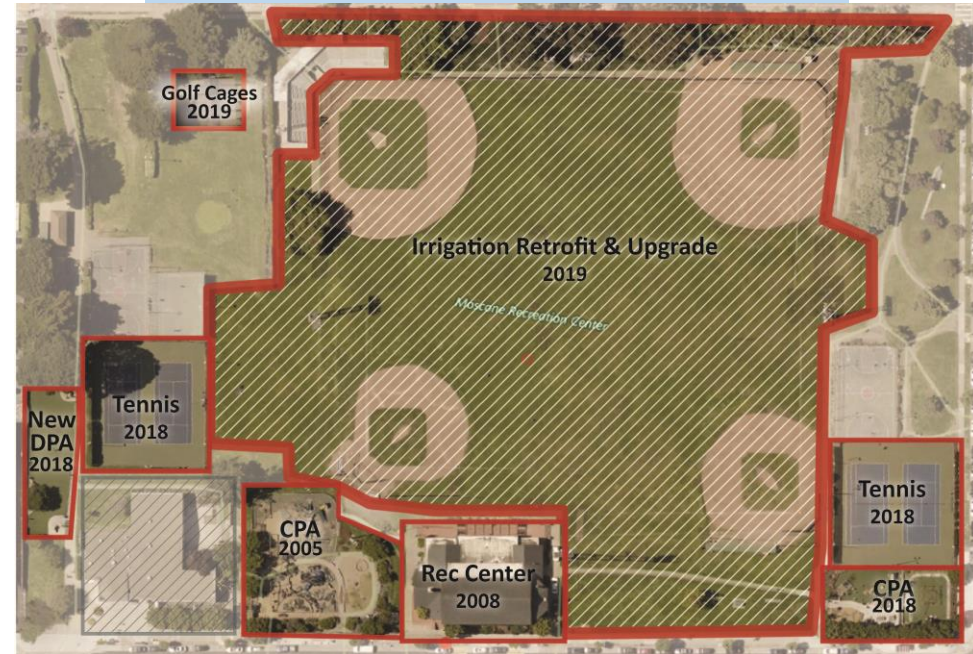 Golf Cages
2019
Irrigation Retrofit & Upgrade
2019
Moscone Recreation Center
New
DPA
2018
Tennis
2018
CPA
2005
Rec Center
2008
Tennis
2018
CPA
2018